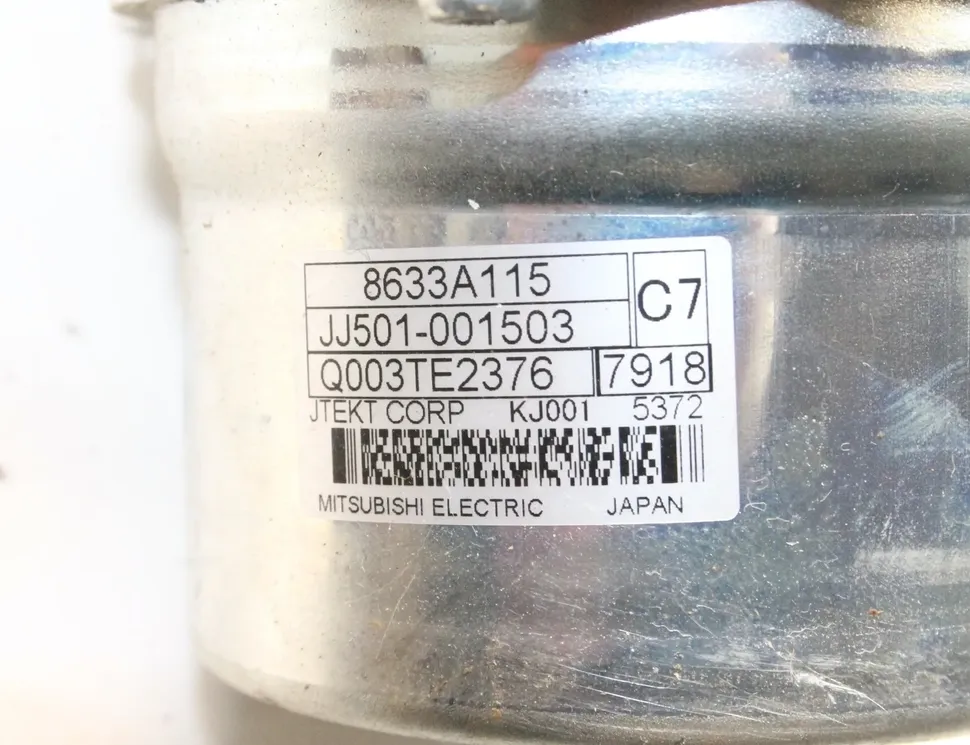 8633A115
C7
JJ501-001503
Q003TE2376 7918
JTEKT CORP KJ001 5372
MITSUBISHI ELECTRIC JAPAN